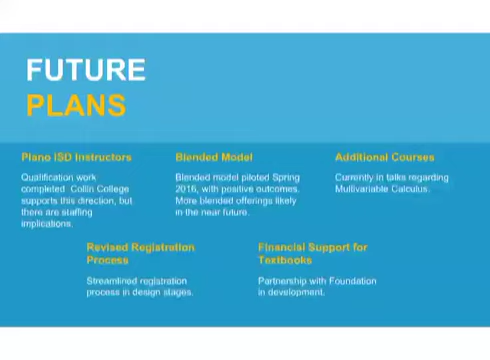 FUTURE
PLANS
Plano ISD Instructors
Qualification work
completed  Collin College
supports this direction, but
there are staffing
implications.
Blended Model
Blended model piloted Spring
2016, with positive outcomes.
More blended offerings likely
in the near future.
Additional Courses
Currently in talks regarding
Multivariable Calculus.
Revised Registration
Process
Streamlined registration
process in design stages.
Financial Support for
Textbooks
Partnership with Foundation
in development.